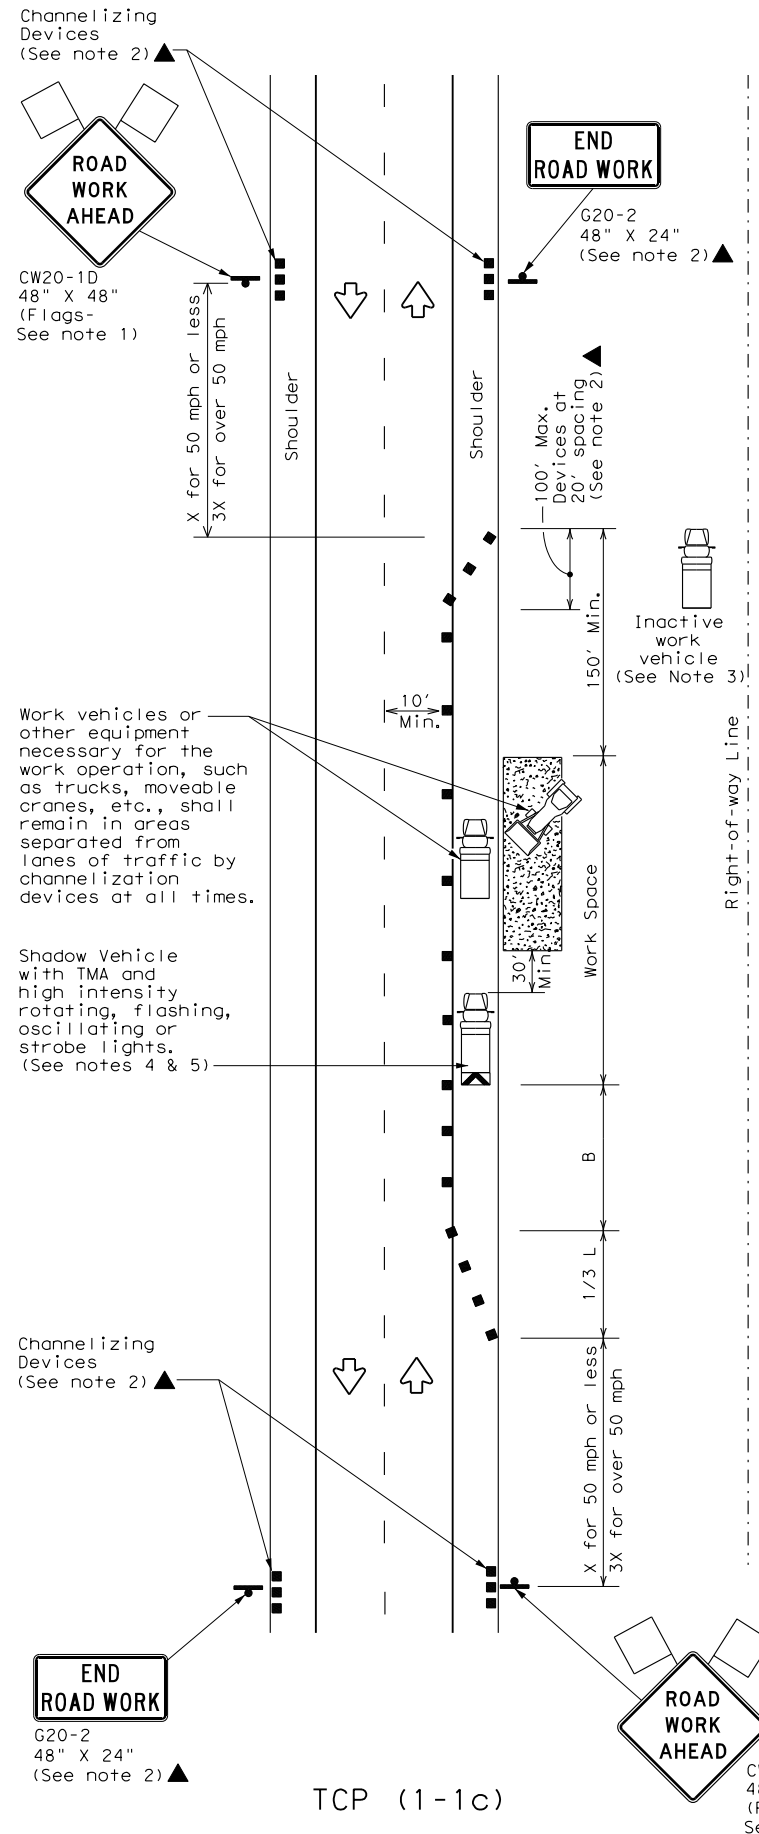 Channelizing
Devices
(See note 2)
ROAD
WORK
AHEAD
CW20-1D
48" X 48"
(Flags-
See note 1)
END
ROAD WORK
G20-2
48" X 24"
(See note 2)
X for 50 mph or less
3X for over 50 mph
Shoulder
Shoulder
100' Max.
Devices at
20' spacing
(See note 2)
150' Min.
Inactive
work
vehicle
(See Note 3)
10'
Min.
Right-of-way Line
Work vehicles or
other equipment
necessary for the
work operation, such
as trucks, moveable
cranes, etc., shall
remain in areas
separated from
lanes of traffic by
channelization
devices at all times.
Work Space
30'
Min.
Shadow Vehicle
with TMA and
high intensity
rotating, flashing,
oscillating or
strobe lights.
(See notes 4 & 5)
B
1/3 L
Channelizing
Devices
(See note 2)
X for 50 mph or less
3X for over 50 mph
END
ROAD WORK
G20-2
48" X 24"
(See note 2)
ROAD
WORK
AHEAD
TCP (1-1c)